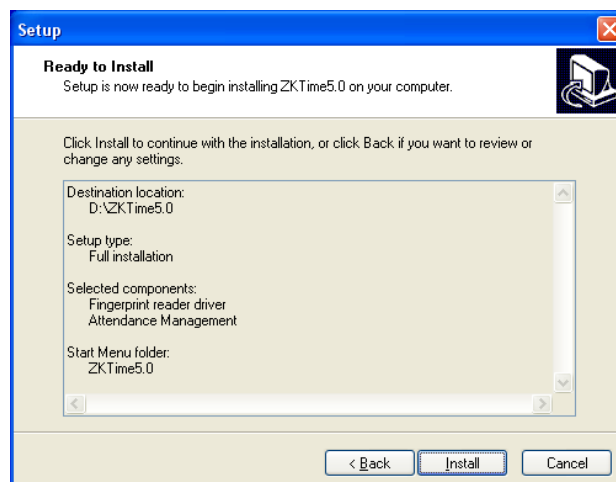 Setup
Ready to Install
Setup is now ready to begin installing ZKTime5.0 on your computer.
Click Install to continue with the installation, or click Back if you want to review or
change any settings.
Destination location:
D:\ZKTime5.0
Setup type:
Full installation
Selected components:
Fingerprint reader driver
Attendance Management
Start Menu folder:
ZKTime5.0
< Back
Install
Cancel